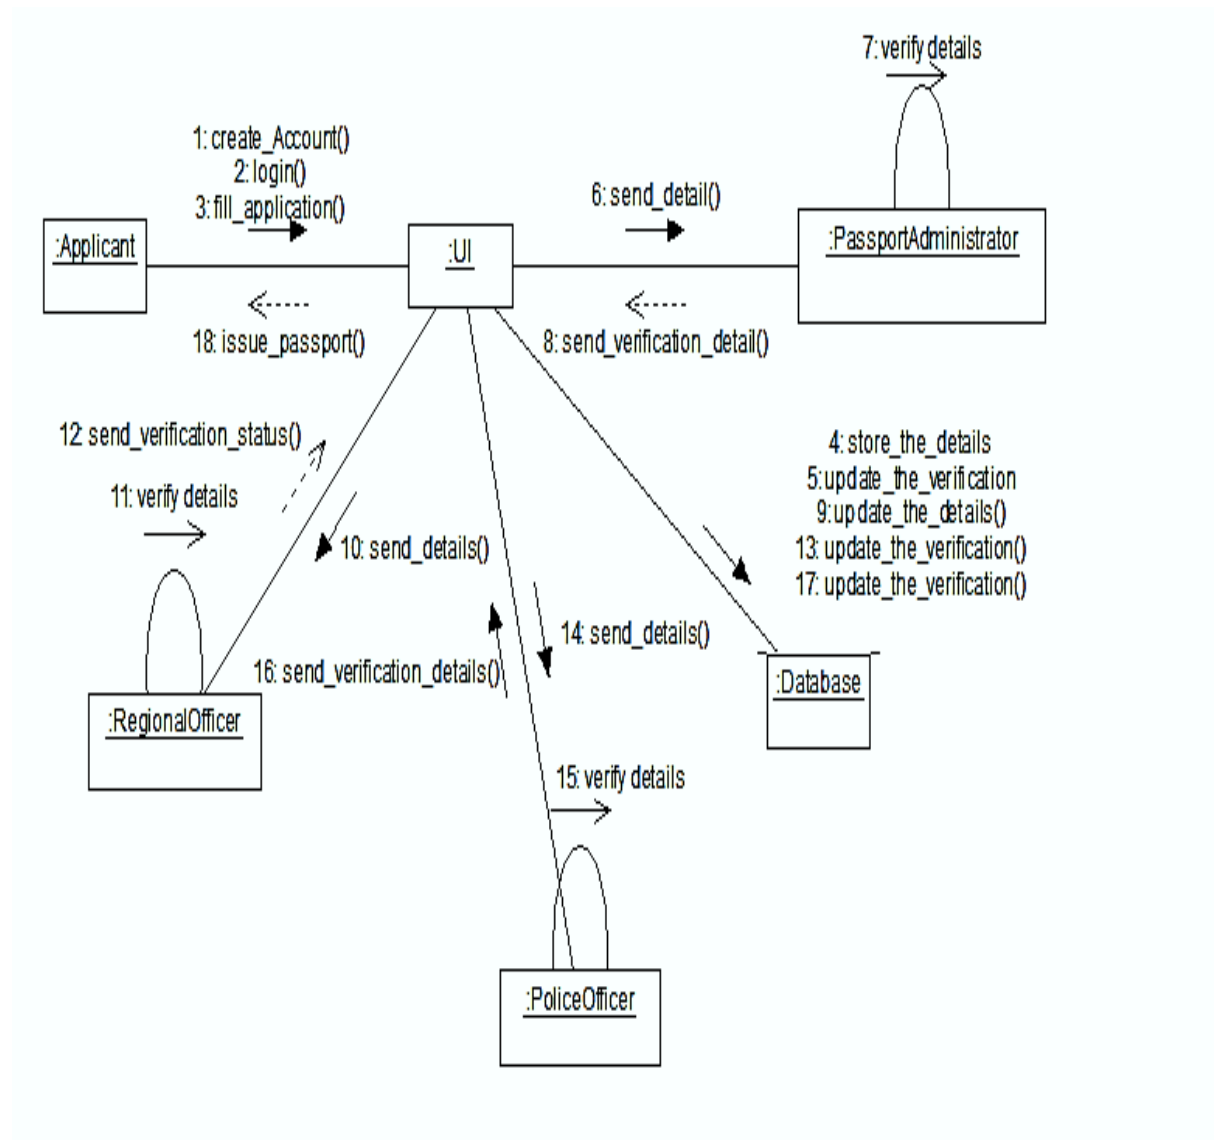 7: verify details
1: create_Account()
2: login()
3: fill_application()
6: send_detail()
:Applicant
:UI
:PassportAdministrator
18: issue_passport()
8: send_verification_detail()
12: send_verification_status()
11: verify details
10: send_details()
4: store_the_details
5:update_the_verification
9:update_the_details()
13: update_the_verification()
17: update_the_verification()
14: send_details()
16: send_verification_details()
:Database
:RegionalOfficer
15: verify details
:PoliceOfficer